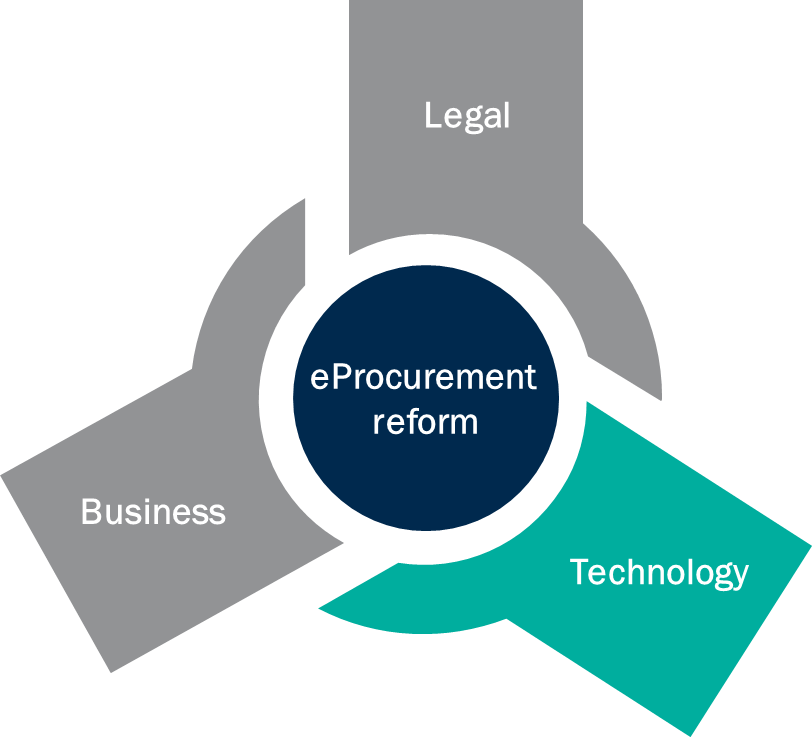 Legal
eProcurement
reform
Business
Technology